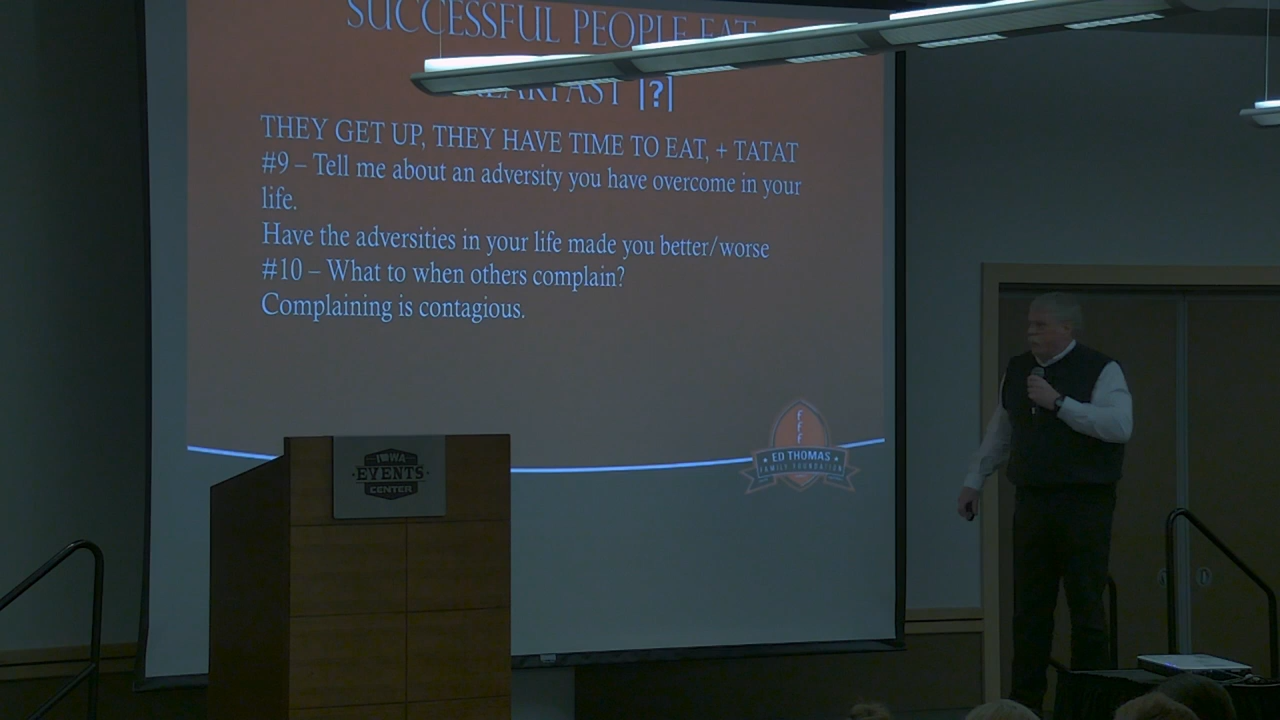 SUCCESSFUL PEOPLE EAT
[?]
THEY GET UP, THEY HAVE TIME TO EAT, + TATAT
#9 – Tell me about an adversity you have overcome in your
life.
Have the adversities in your life made you better/worse
#10 – What to when others complain?
Complaining is contagious.
F
F
F
ED THOMAS
FAMILY FOUNDATION
IOWA
EVENTS
CENTER